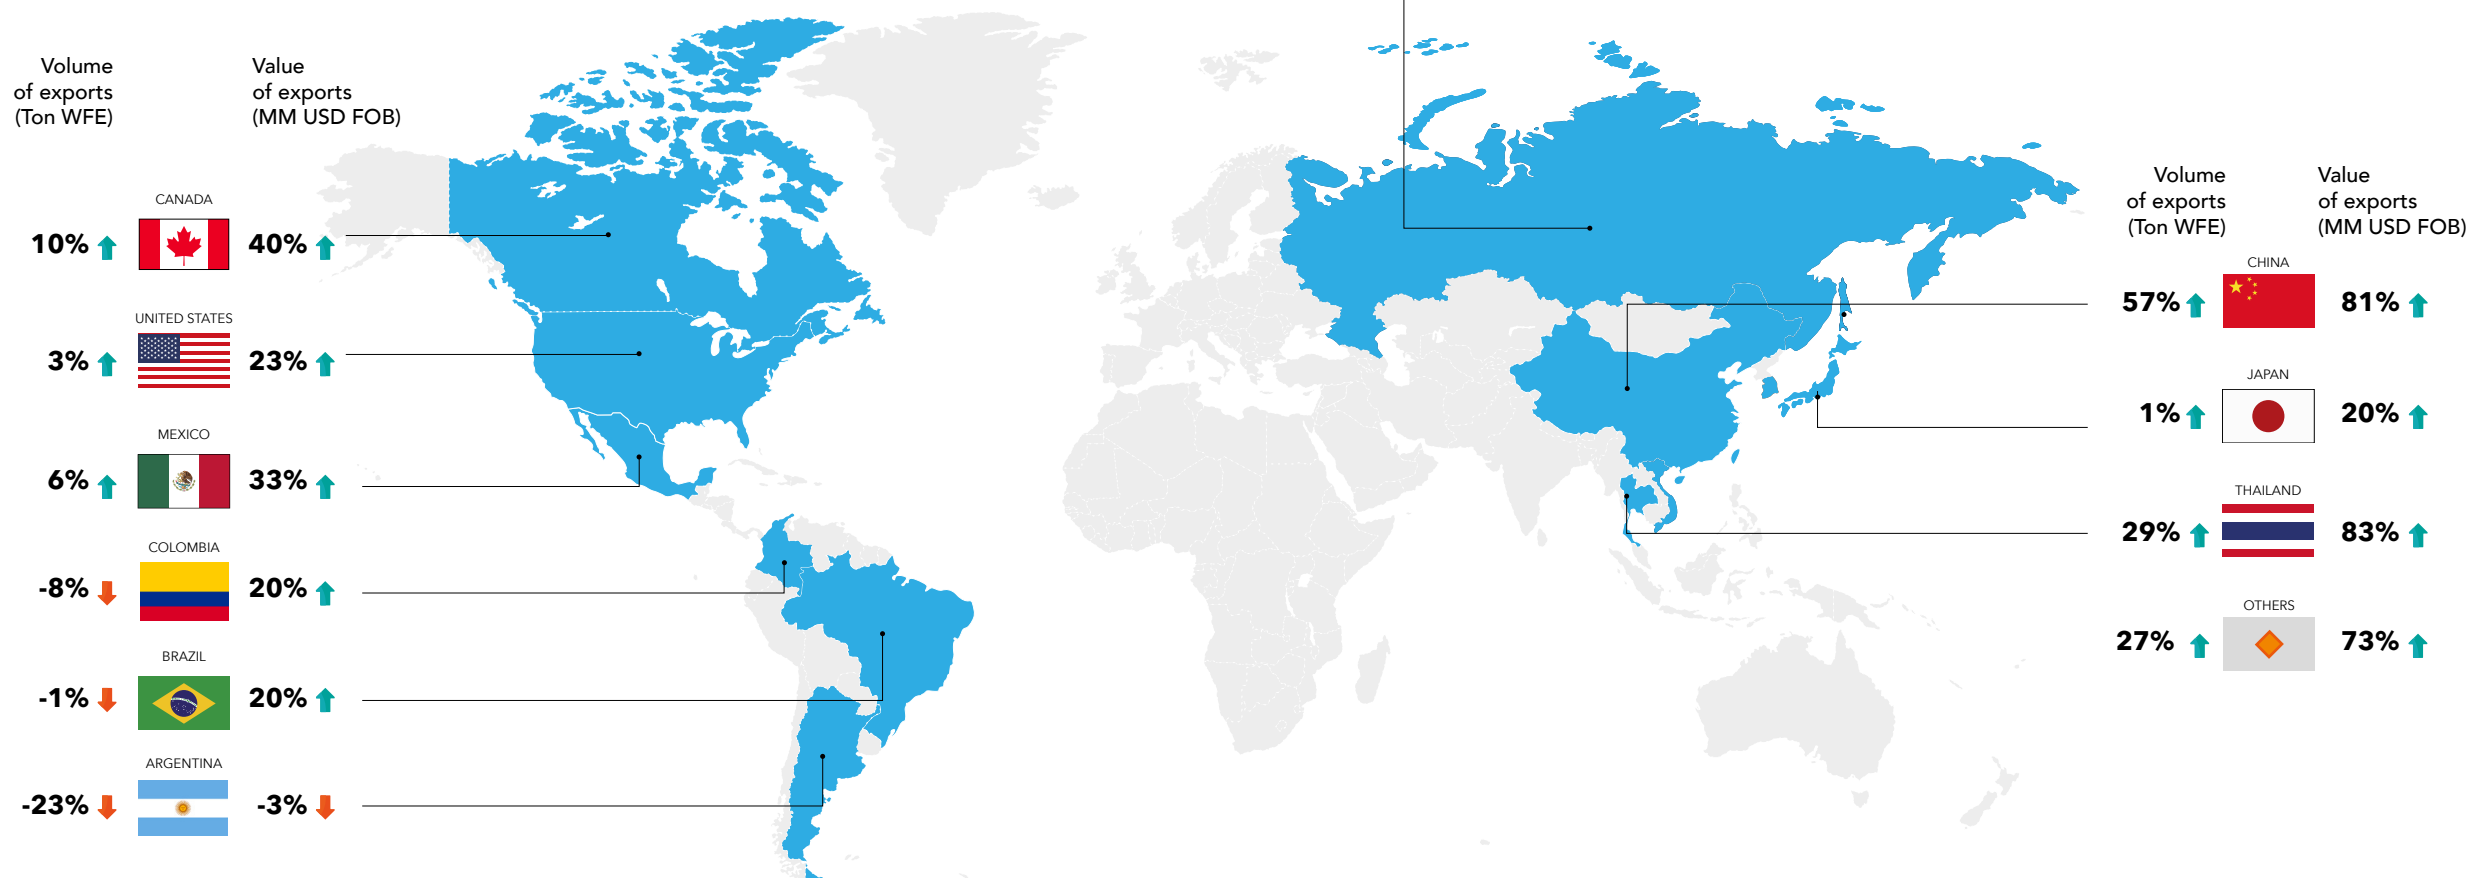 Volume
of exports
(Ton WFE)
Value
of exports
(MM USD FOB)
CANADA
10% 40%
UNITED STATES
3% 23%
MEXICO
6% 33%
COLOMBIA
-8% 20%
BRAZIL
-1% 20%
ARGENTINA
-23% -3%
Volume
of exports
(Ton WFE)
Value
of exports
(MM USD FOB)
CHINA
57% 81%
JAPAN
1% 20%
THAILAND
29% 83%
OTHERS
27% 73%